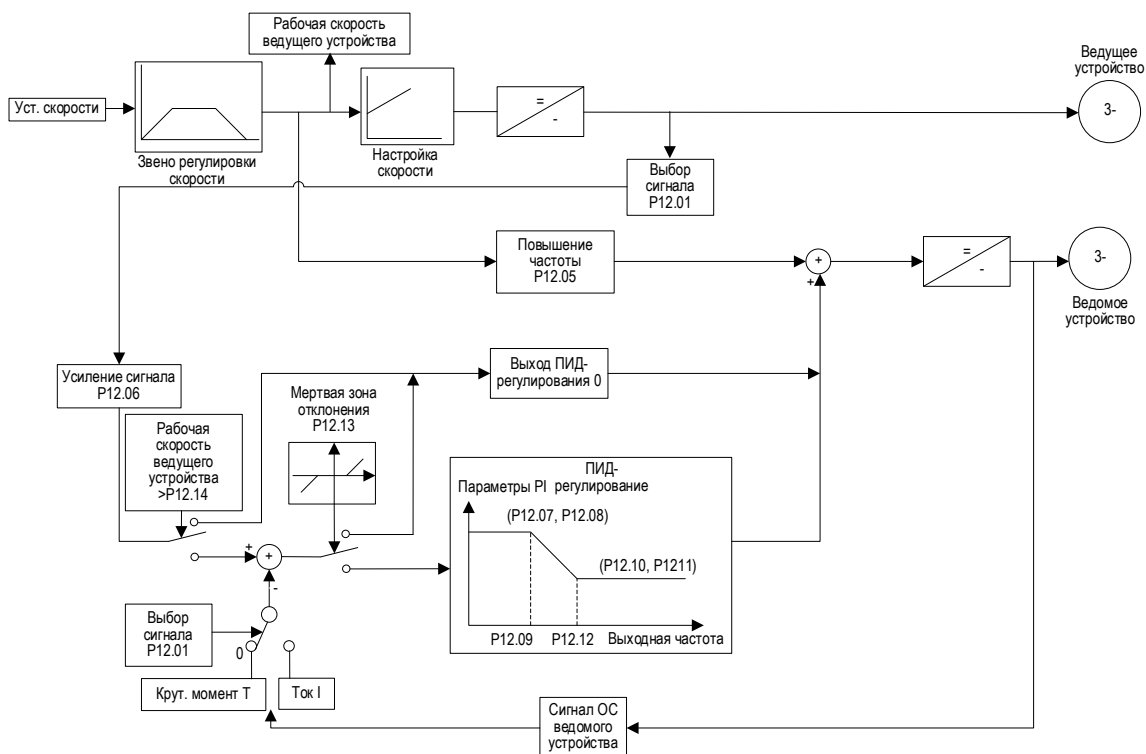 Рабочая скорость
ведущего устройства
Ведущее
устройство
Уст. скорости
=
-
3-
Звено регулировки
скорости
Настройка
скорости
Выбор
сигнала
P12.01
Повышение
частоты
P12.05
+
+
=
-
3-
Ведомое
устройство
Усиление сигнала
P12.06
Выход ПИД-
регулирования 0
Мертвая зона
отклонения
P12.13
Рабочая
скорость
ведущего
устройства
>P12.14
ПИД-
Параметры PI регулирование
(P12.07, P12.08)
+
+
(P12.10, P1211)
-
Выбор
сигнала
P12.01
0
P12.09
P12.12
Выходная частота
Крут. момент Т
Ток I
Сигнал ОС
ведомого
устройства